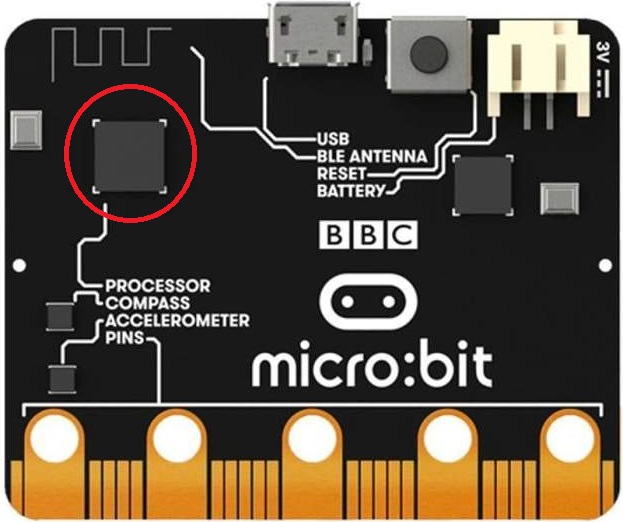 3V
USB
BLE ANTENNA
RESET
BATTERY
BBC
PROCESSOR
COMPASS
ACCELEROMETER
PINS
micro:bit